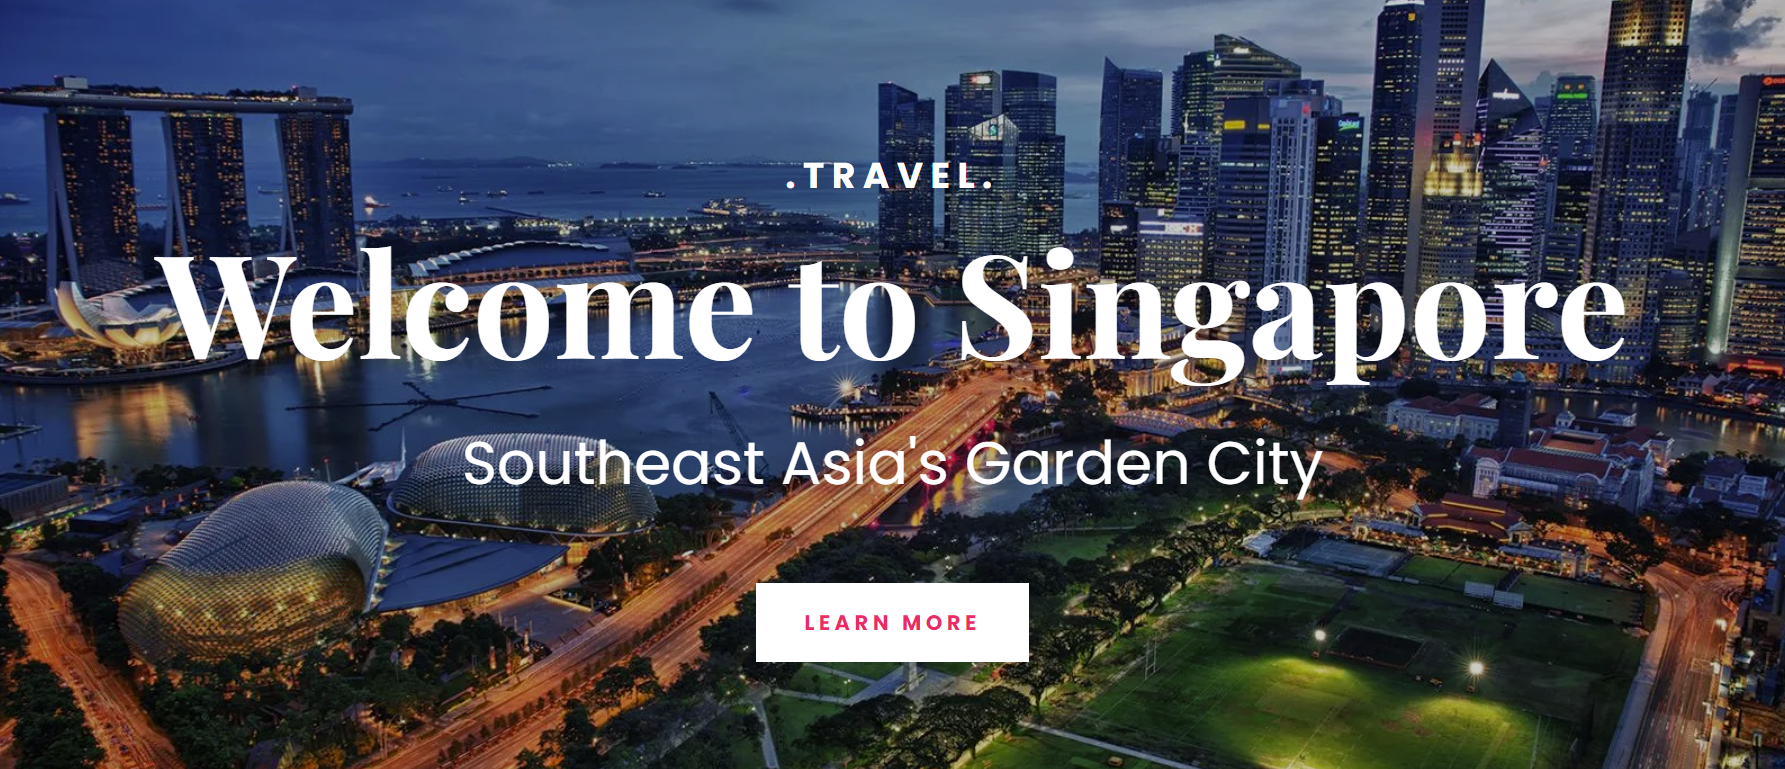 .TRAVEL.
Welcome to Singapore
Southeast Asia's Garden City
LEARN MORE